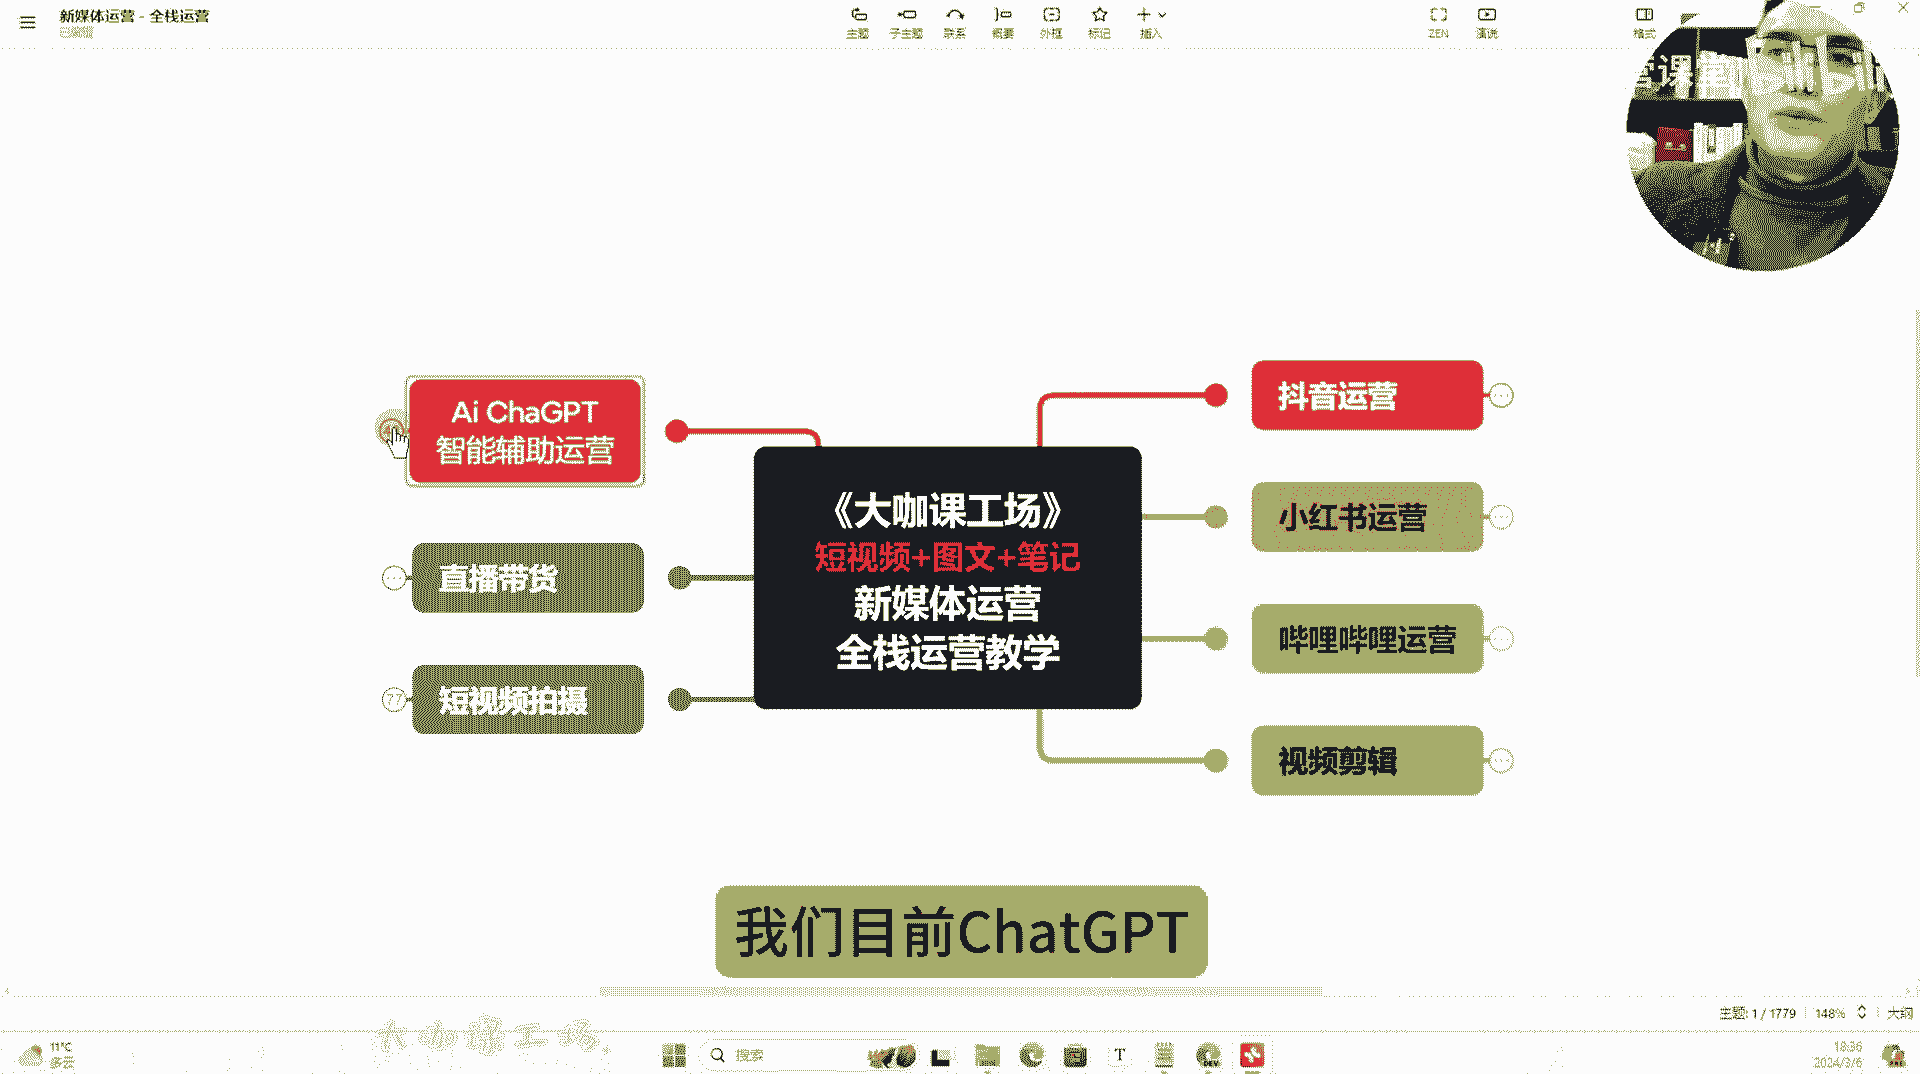 新媒体运营 - 全栈运营
已编辑
主题
子主题
联系
概要
外框
标记
插入
ZEN
演说
格式
营课堂
Ai ChaGPT
智能辅助运营
直播带货
77
短视频拍摄
《大咖课工场》
短视频+图文+笔记
新媒体运营
全栈运营教学
抖音运营
小红书运营
哔哩哔哩运营
视频剪辑
我们目前ChatGPT
主题: 1 / 1779
148%
大纲
大咖课工场
11°C
多云
搜索
T
DEV
18:36
2024/3/6